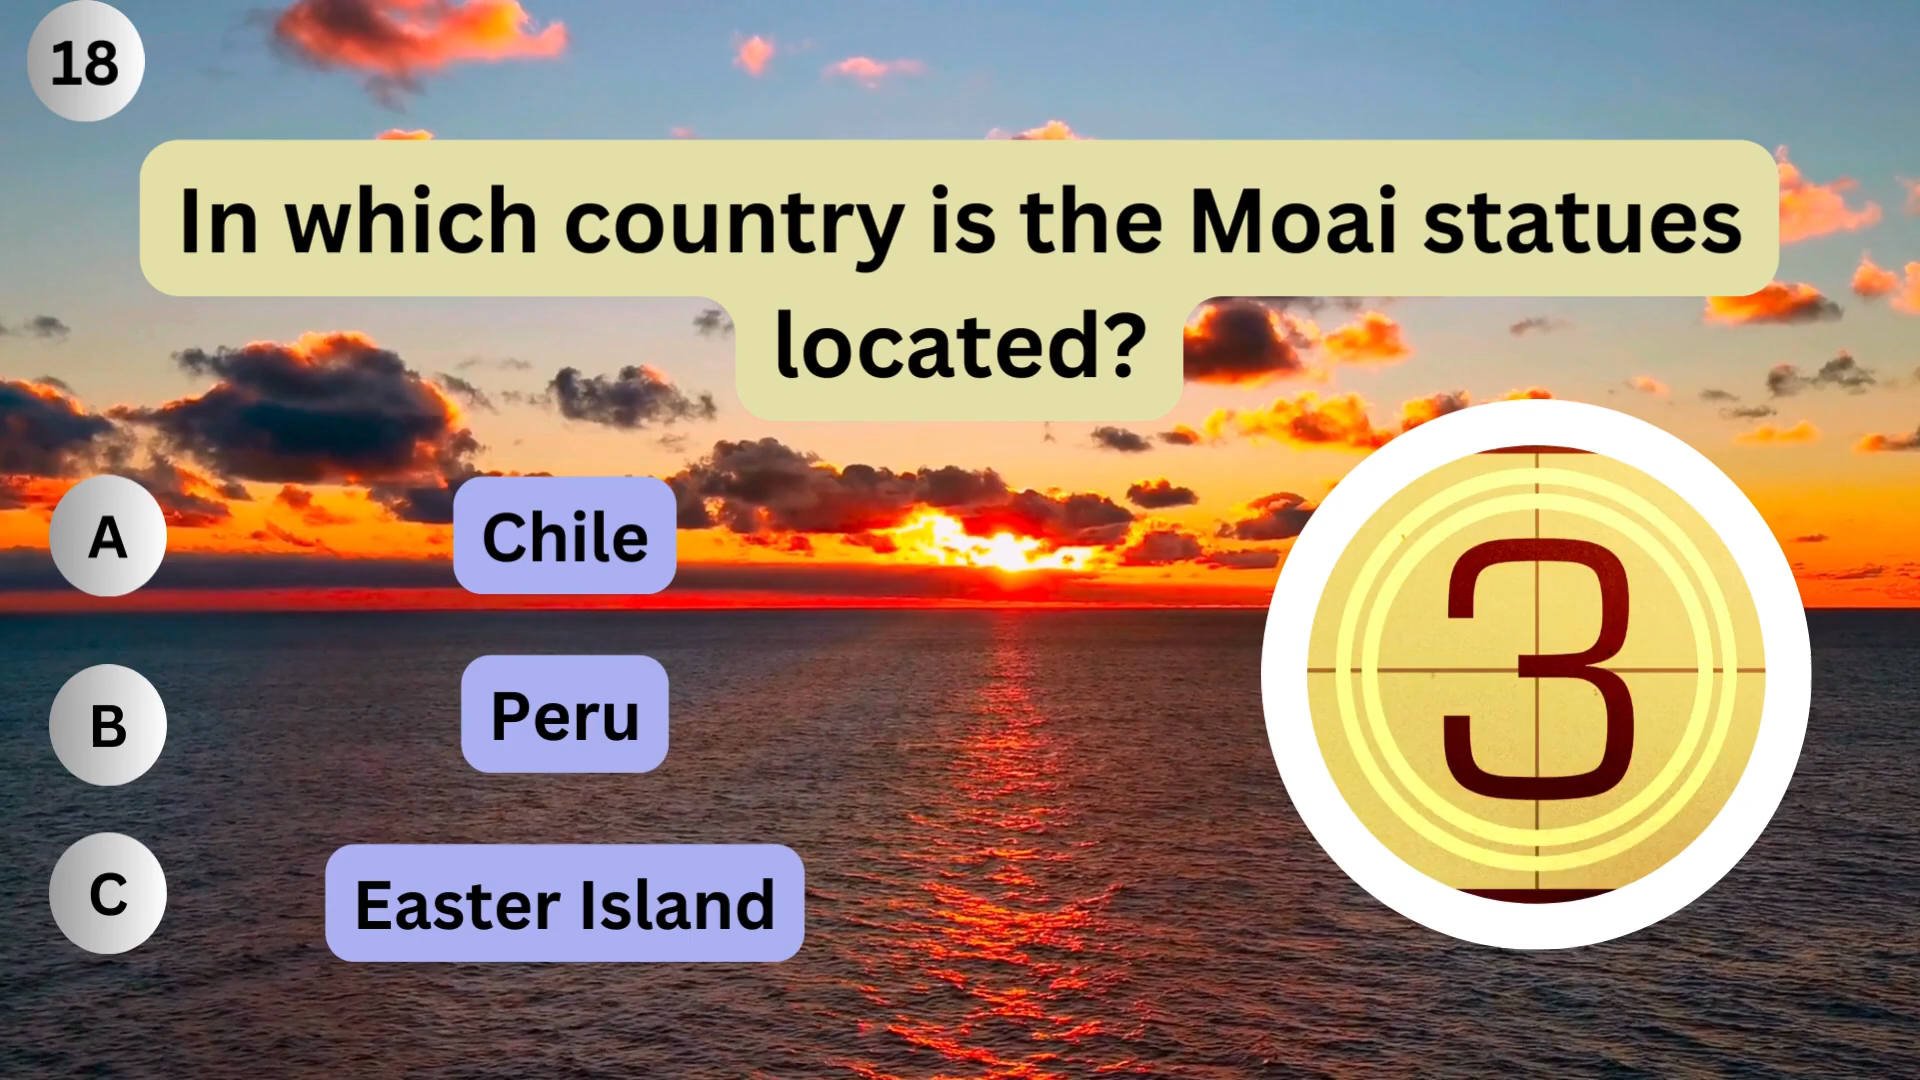 18
In which country is the Moai statues
located?
A
Chile
B
Peru
C
Easter Island
3